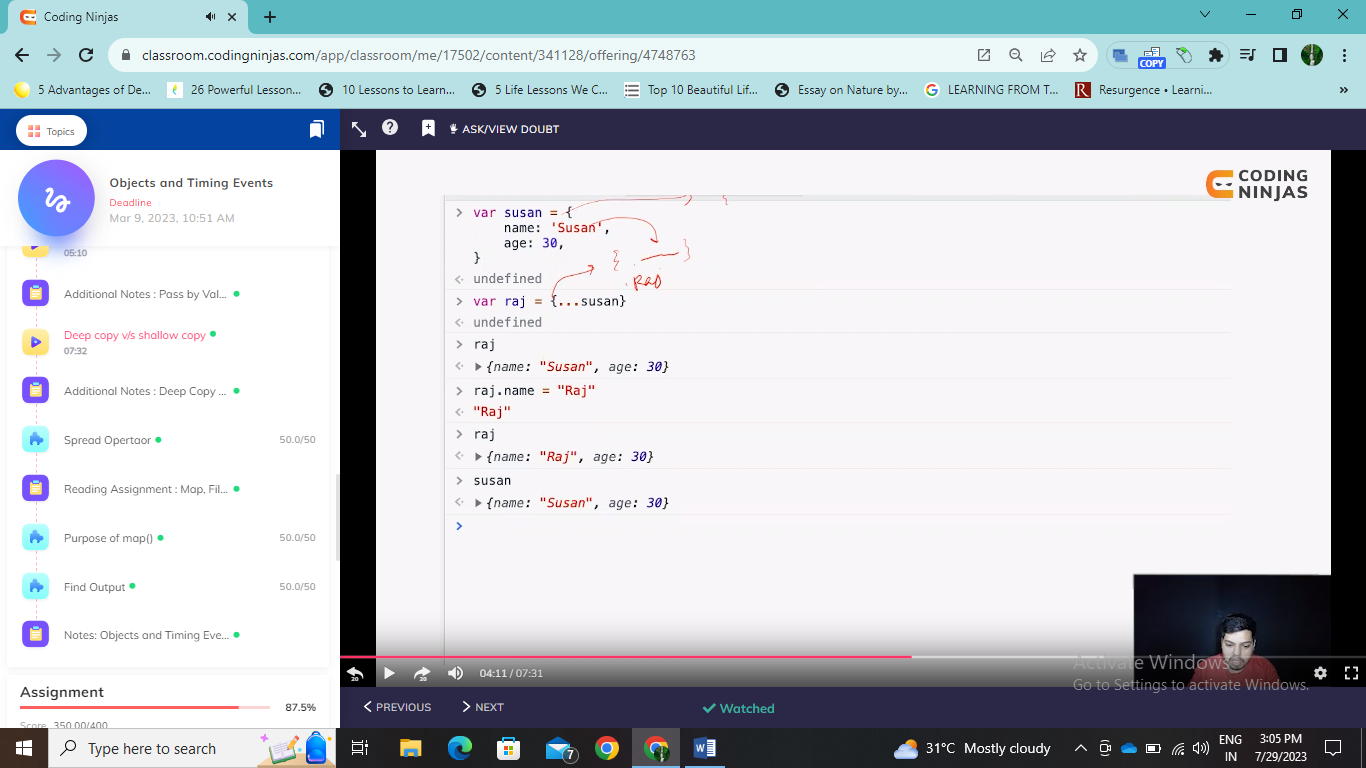 Coding Ninjas
classroom.codingninjas.com/app/classroom/me/17502/content/341128/offering/4748763
COPY
5 Advantages of De...
26 Powerful Lesson...
10 Lessons to Learn...
5 Life Lessons We C...
Top 10 Beautiful Lif...
Essay on Nature by...
LEARNING FROM T...
Resurgence • Learni...
»
Topics
ASK/VIEW DOUBT
Objects and Timing Events
Deadline
Mar 9, 2023, 10:51 AM
05:10
Additional Notes : Pass by Val...
Deep copy v/s shallow copy
07:32
Additional Notes : Deep Copy ...
Spread Opertaor
50.0/50
Reading Assignment : Map, Fil...
Purpose of map()
50.0/50
Find Output
50.0/50
Notes: Objects and Timing Eve...
Assignment
87.5%
Score 350.00/400
CODING
NINJAS
> var susan = {
name: 'Susan',
age: 30,
}
undefined
> var raj = {...susan}
undefined
> raj
{name: "Susan", age: 30}
> raj.name = "Raj"
"Raj"
> raj
{name: "Raj", age: 30}
> susan
{name: "Susan", age: 30}
>
20
20
04:11 / 07:31
Activate Windows
Go to Settings to activate Windows.
PREVIOUS
NEXT
Watched
Type here to search
7
31°C Mostly cloudy
ENG
IN
3:05 PM
7/29/2023